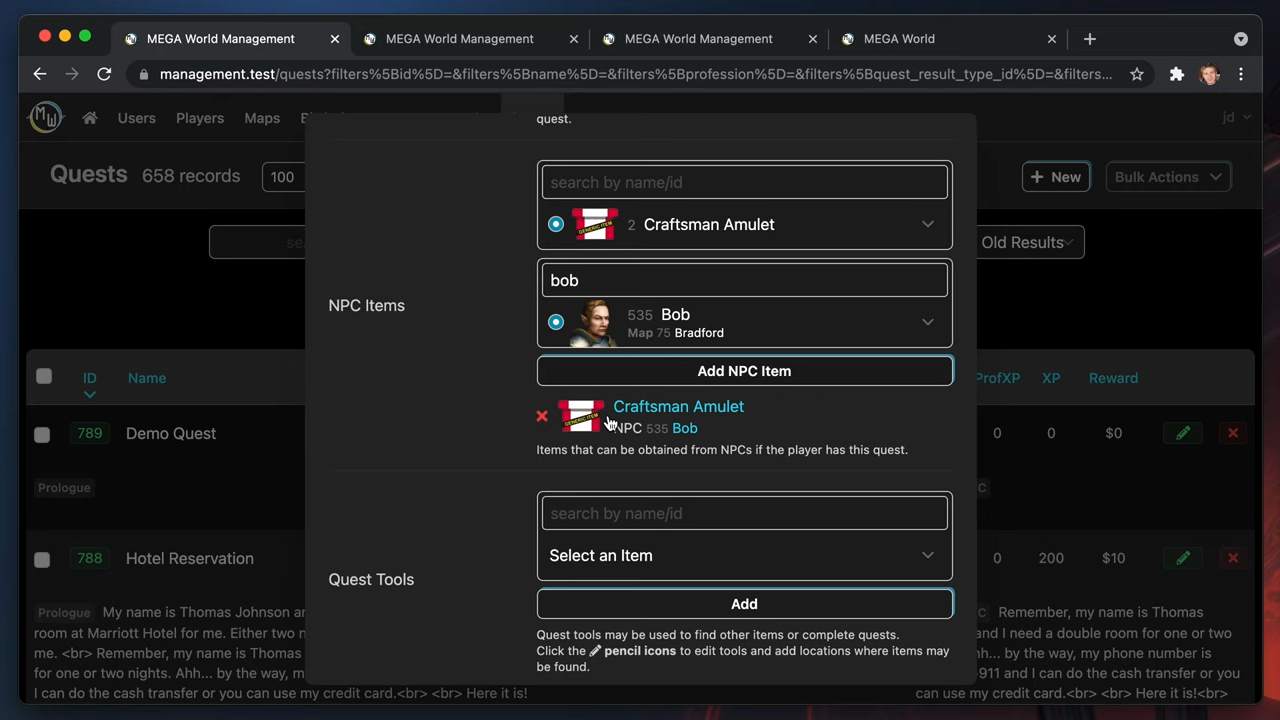 MEGA World Management
MEGA World Management
MEGA World Management
MEGA World
management.test/quests?filters%5Bid%5D=&filters%5Bname%5D=&filters%5Bprofession%5D=&filters%5Bquest_result_type_id%5D=&filters...
MW
Users
Players
Maps
jd
quest.
Quests
658 records
100
+ New
Bulk Actions
search by name/id
2 Craftsman Amulet
Old Results
bob
NPC Items
535 Bob
Map 75 Bradford
Add NPC Item
ID
Name
ProfXP
XP
Reward
Craftsman Amulet
NPC 535 Bob
Items that can be obtained from NPCs if the player has this quest.
789
Demo Quest
0
0
$0
Prologue
search by name/id
Select an Item
788
Hotel Reservation
0
200
$10
Quest Tools
Add
Quest tools may be used to find other items or complete quests.
Click the pencil icons to edit tools and add locations where items may
be found.
Prologue My name is Thomas Johnson
room at Marriott Hotel for me. Either two
me. <br> Remember, my name is Thomas
for one or two nights. Ahh... by the way, m
I can do the cash transfer or you can use my credit card.<br> <br> Here it is!
Remember, my name is Thomas
and I need a double room for one or two
... by the way, my phone number is
-911 and I can do the cash transfer or you
can use my credit card.<br> <br> Here it is!<br>